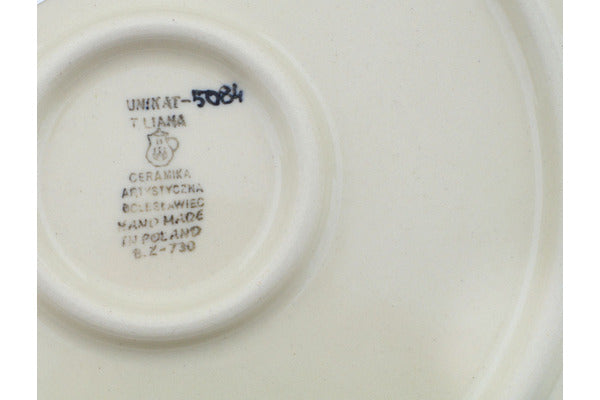 UNIKAT-5084
T LIANA
CERAMIKA
ARTYSTYCZNA
BOLESŁAWIEC
HAND MADE
IN POLAND
B.Z-730